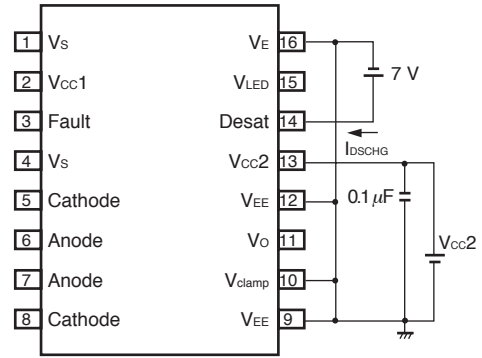 1 Vs VE 16
2 Vcc1 VLED 15 7 V
3 Fault Desat 14
IDSCHG
4 Vs Vcc2 13
0.1 μF
5 Cathode VEE 12
6 Anode Vo 11 Vcc2
7 Anode Vclamp 10
8 Cathode VEE 9